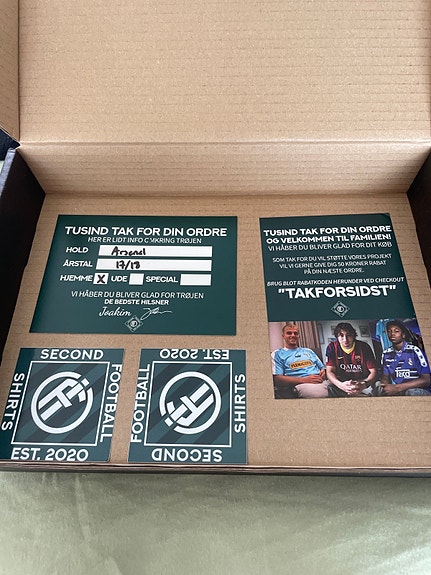 TUSIND TAK FOR DIN ORDRE
HER ER LIDT INFO OMKRING TRØJEN
HOLD Arsenal
ÅRSTAL 17/18
HJEMME X UDE SPECIAL
VI HÅBER DU BLIVER GLAD FOR TRØJEN
DE BEDSTE HILSNER
Joakim
TUSIND TAK FOR DIN ORDRE
OG VELKOMMEN TIL FAMILIEN!
VI HÅBER DU BLIVER GLAD FOR DIT KØB
SOM TAK FOR DU VIL STØTTE VORES PROJEKT
VIL VI GERNE GIVE DIG 50 KRONER RABAT
PÅ DIN NÆSTE ORDRE.
BRUG BLOT RABATKODEN HERUNDER VED CHECKOUT
"TAKFORSIDST"
QATAR
Teka
SECOND
FOOTBALL
SHIRTS
EST. 2020
EST. 2020
FOOTBALL
SHIRTS
SECOND